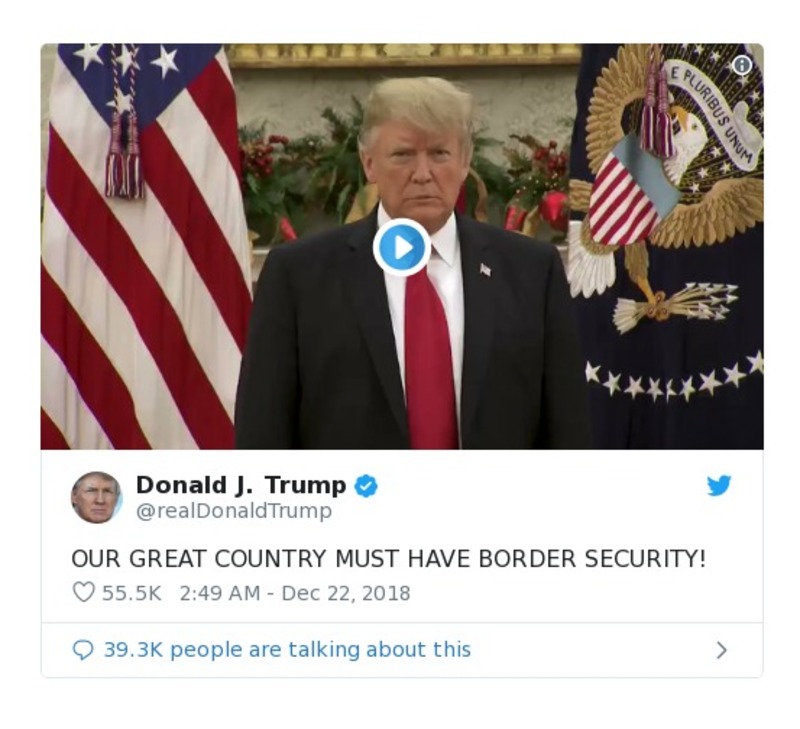 E PLURIBUS UNUM
Donald J. Trump
@realDonaldTrump
OUR GREAT COUNTRY MUST HAVE BORDER SECURITY!
55.5K 2:49 AM - Dec 22, 2018
39.3K people are talking about this